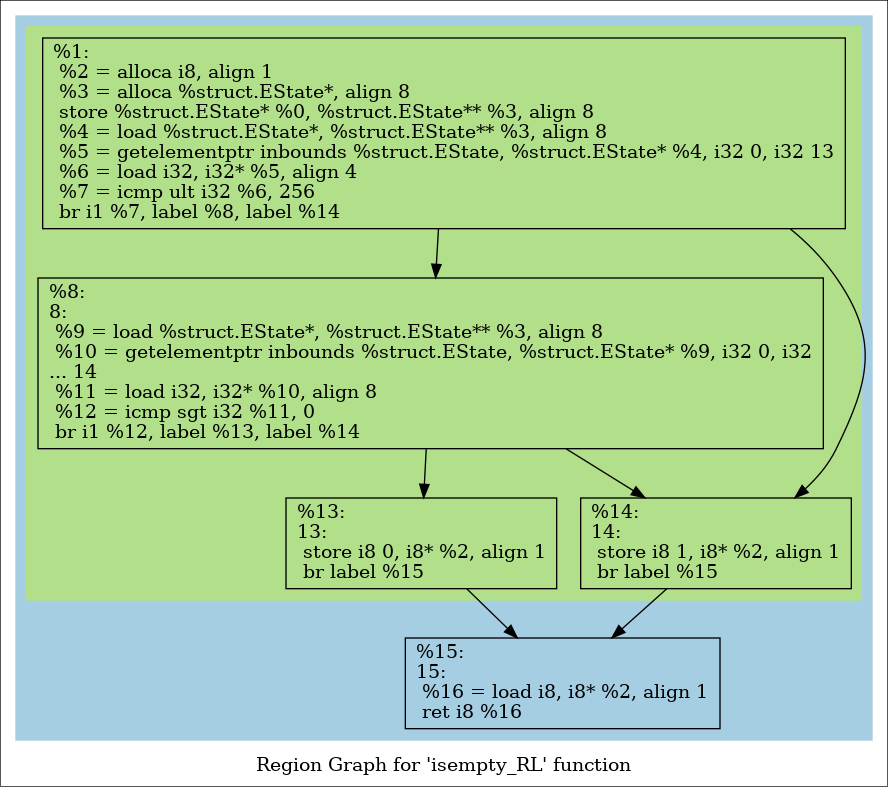 %1:
%2 = alloca i8, align 1
%3 = alloca %struct.EState*, align 8
store %struct.EState* %0, %struct.EState** %3, align 8
%4 = load %struct.EState*, %struct.EState** %3, align 8
%5 = getelementptr inbounds %struct.EState, %struct.EState* %4, i32 0, i32 13
%6 = load i32, i32* %5, align 4
%7 = icmp ult i32 %6, 256
br i1 %7, label %8, label %14
%8:
8:
%9 = load %struct.EState*, %struct.EState** %3, align 8
%10 = getelementptr inbounds %struct.EState, %struct.EState* %9, i32 0, i32
... 14
%11 = load i32, i32* %10, align 8
%12 = icmp sgt i32 %11, 0
br i1 %12, label %13, label %14
%13:
13:
store i8 0, i8* %2, align 1
br label %15
%14:
14:
store i8 1, i8* %2, align 1
br label %15
%15:
15:
%16 = load i8, i8* %2, align 1
ret i8 %16
Region Graph for 'isempty_RL' function